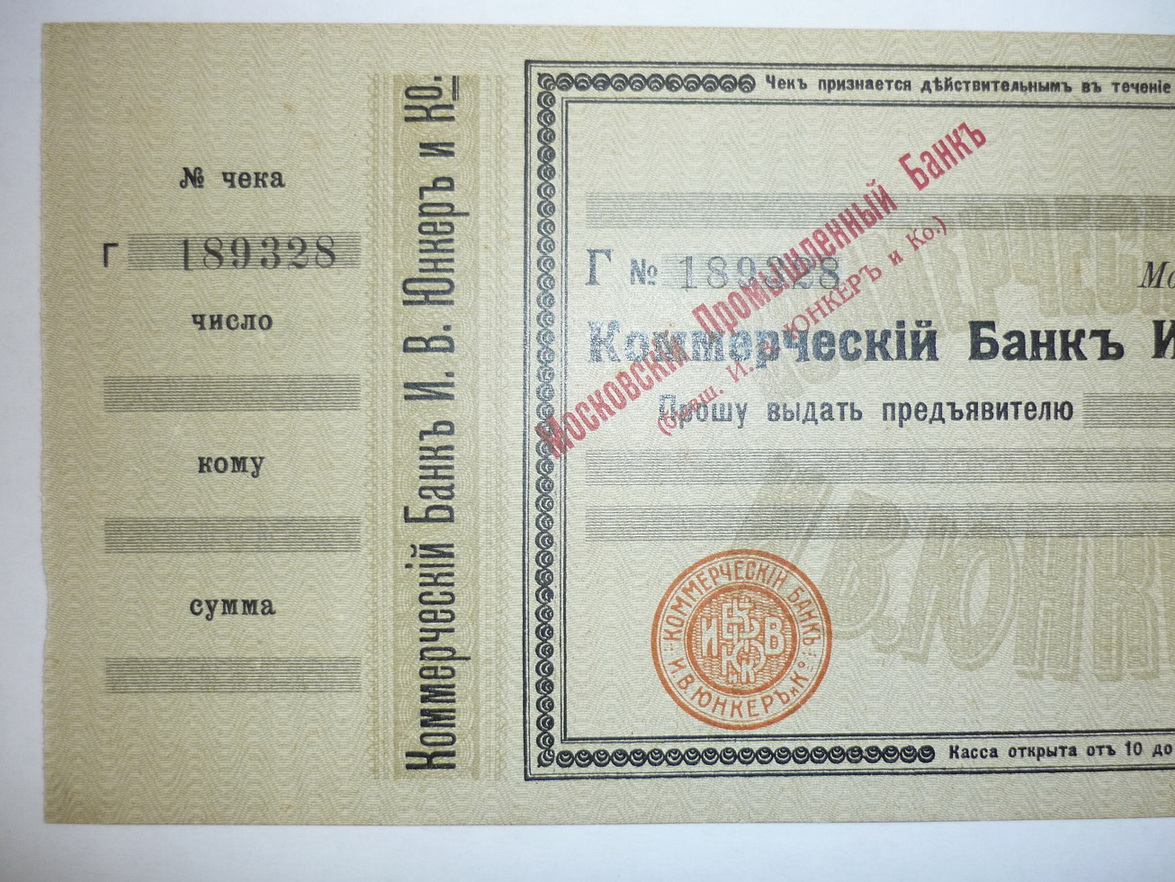 № чека
Г 189328
число
кому
сумма
Коммерческій Банкъ И. В. Юнкеръ и Ко.
Чекъ признается дѣйствительнымъ въ теченіе
Московскій Промышленный Банкъ
(бывш. И. В. ЮНКЕРЪ и Ко.)
Г № 189328
Мо
Коммерческій Банкъ И
Прошу выдать предъявителю
КОММЕРЧЕСКІЙ БАНКЪ
И.В. ЮНКЕРЪ и Ко
Касса открыта отъ 10 до